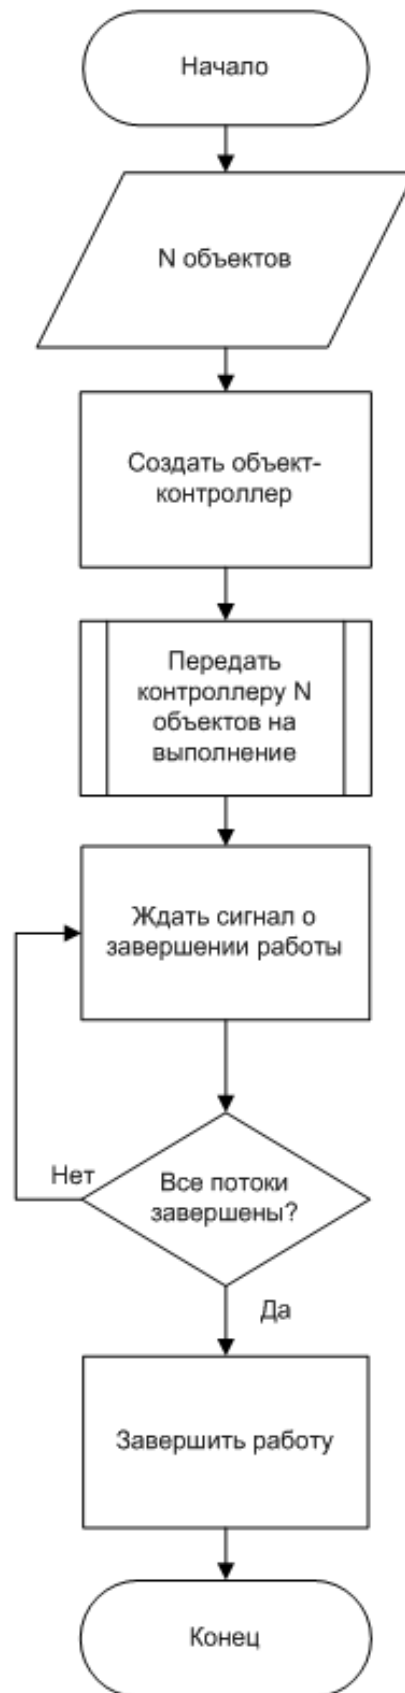 Начало
N объектов
Создать объект-
контроллер
Передать
контроллеру N
объектов на
выполнение
Ждать сигнал о
завершении работы
Нет
Все потоки
завершены?
Да
Завершить работу
Конец